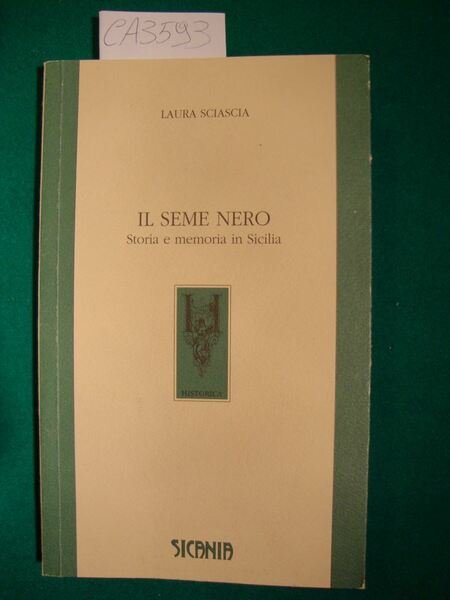 CA3593
LAURA SCIASCIA
IL SEME NERO
Storia e memoria in Sicilia
H
HISTORICA
SICANIA